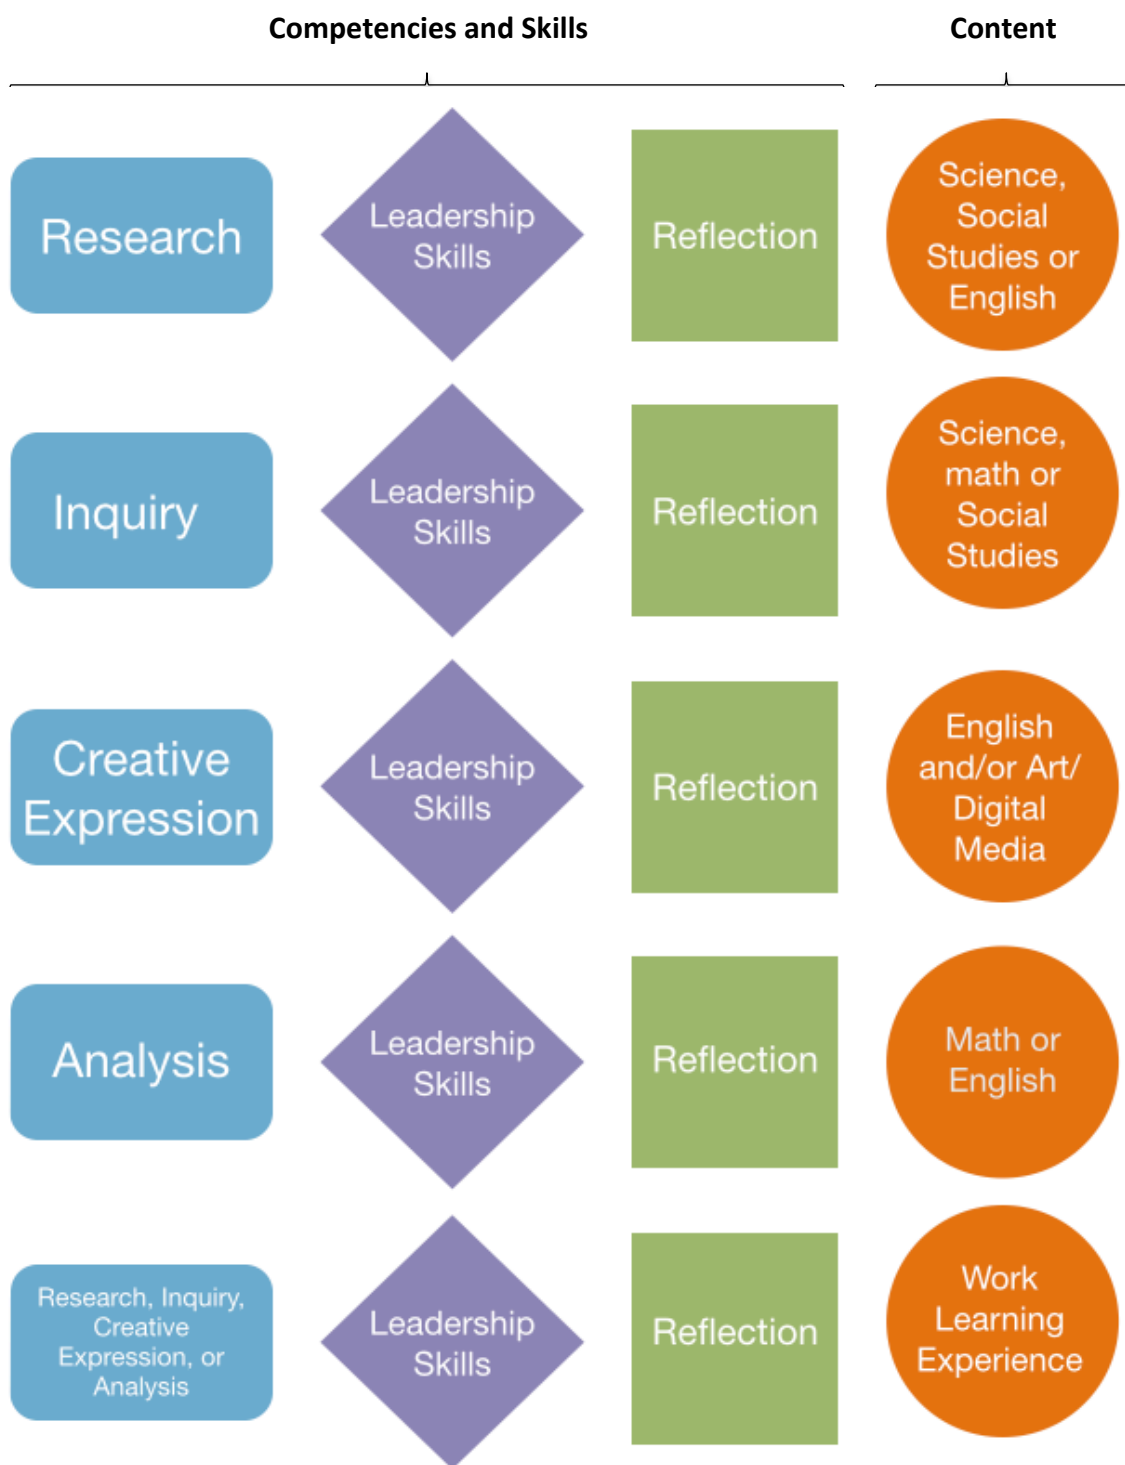 Competencies and Skills
Content
Research
Leadership
Skills
Reflection
Science,
Social
Studies or
English
Inquiry
Leadership
Skills
Reflection
Science,
math or
Social
Studies
Creative
Expression
Leadership
Skills
Reflection
English
and/or Art/
Digital
Media
Analysis
Leadership
Skills
Reflection
Math or
English
Research, Inquiry,
Creative
Expression, or
Analysis
Leadership
Skills
Reflection
Work
Learning
Experience